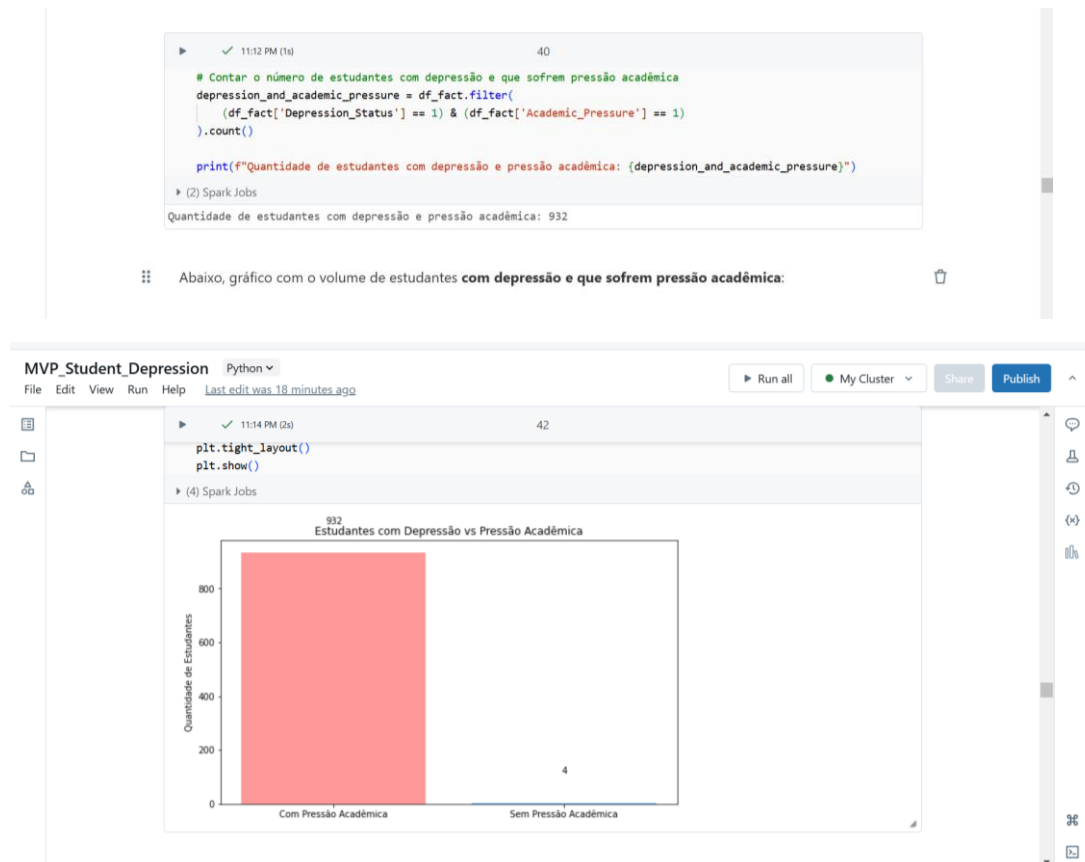 11:12 PM (1s)
40
# Contar o número de estudantes com depressão e que sofrem pressão acadêmica
depression_and_academic_pressure = df_fact.filter(
(df_fact['Depression_Status'] == 1) & (df_fact['Academic_Pressure'] == 1)
).count()
print(f"Quantidade de estudantes com depressão e pressão acadêmica: {depression_and_academic_pressure}")
(2) Spark Jobs
Quantidade de estudantes com depressão e pressão acadêmica: 932
Abaixo, gráfico com o volume de estudantes com depressão e que sofrem pressão acadêmica:
MVP_Student_Depression Python
Run all
My Cluster
Share
Publish
File Edit View Run Help Last edit was 18 minutes ago
11:14 PM (2s)
42
plt.tight_layout()
plt.show()
(4) Spark Jobs
932
Estudantes com Depressão vs Pressão Acadêmica
Quantidade de Estudantes
800
600
400
200
0
4
Com Pressão Acadêmica
Sem Pressão Acadêmica